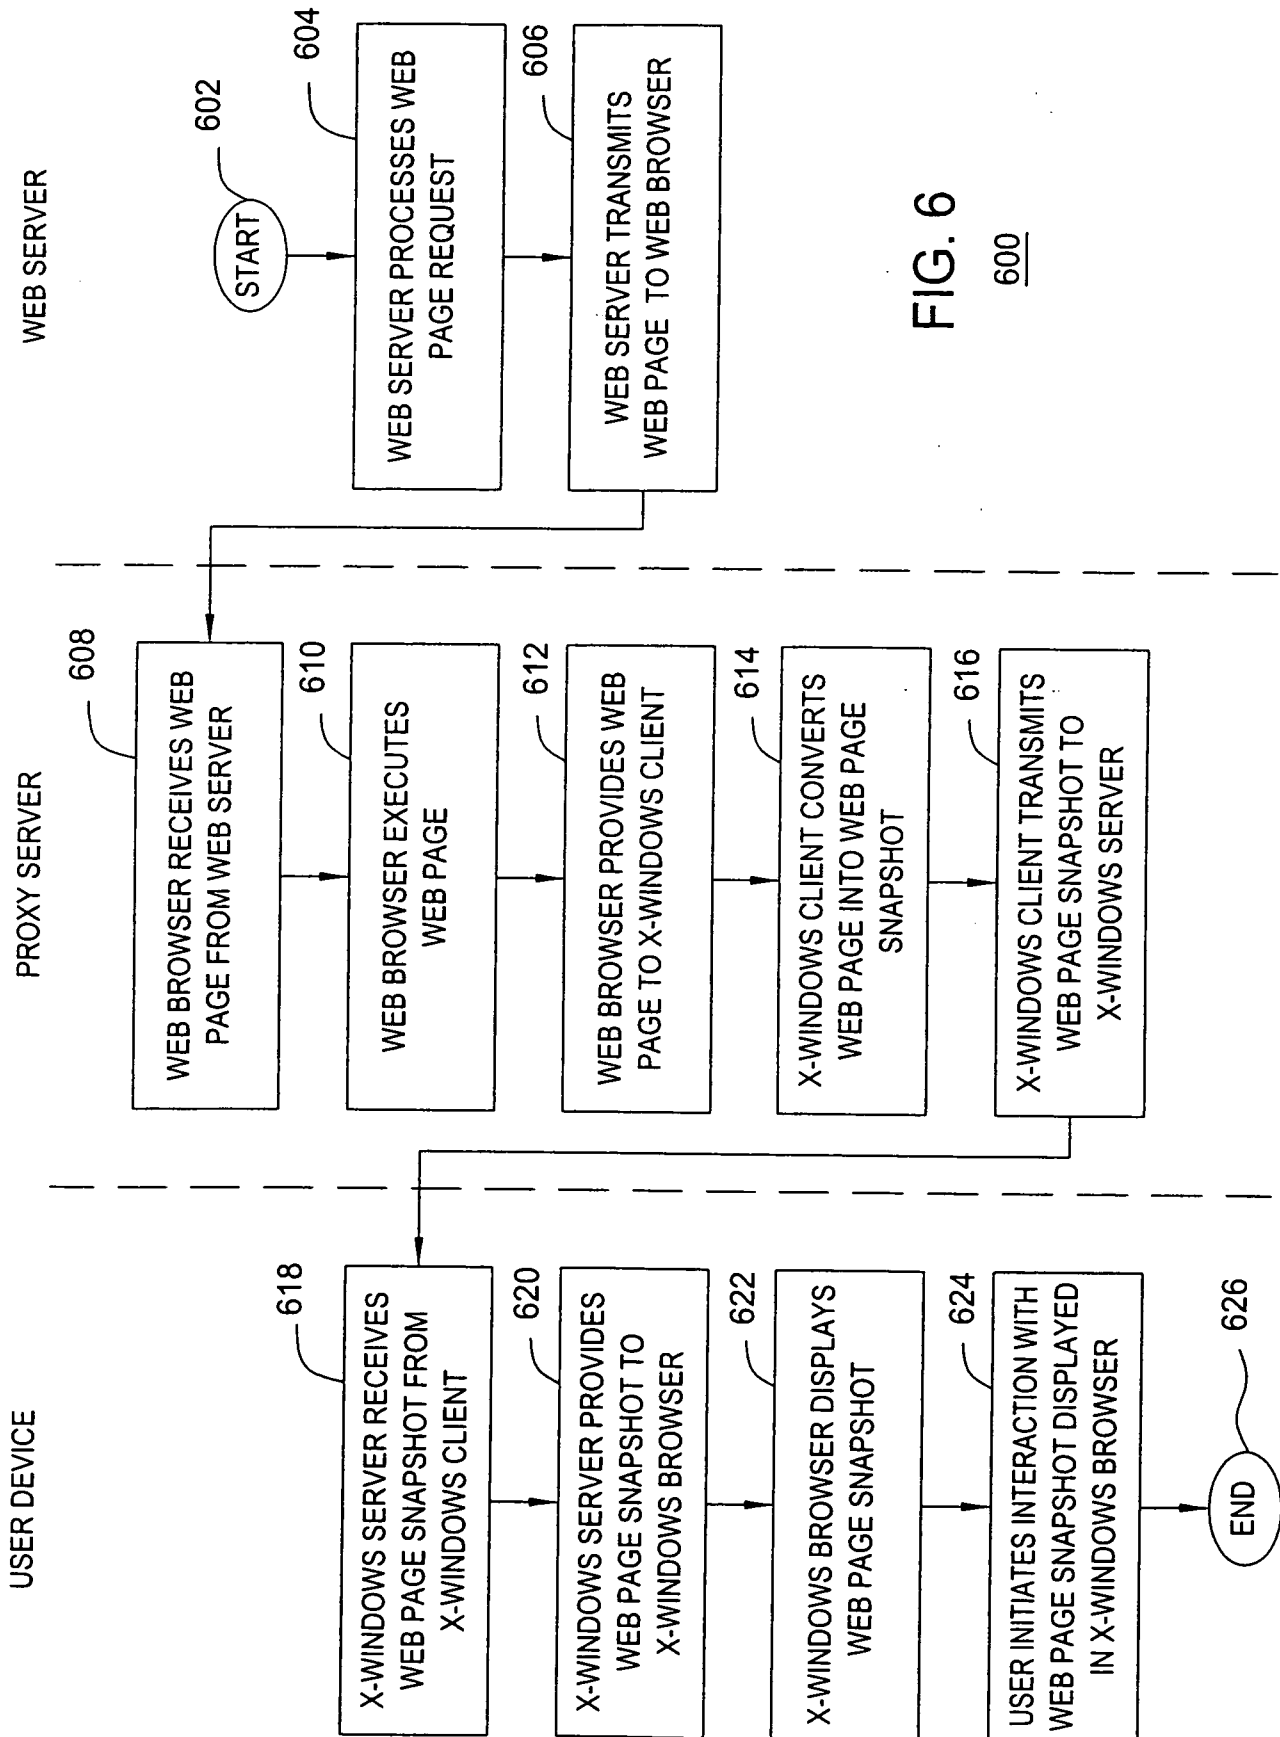 USER DEVICE
PROXY SERVER
WEB SERVER
602
START
604
WEB SERVER PROCESSES WEB
PAGE REQUEST
606
WEB SERVER TRANSMITS
WEB PAGE TO WEB BROWSER
608
WEB BROWSER RECEIVES WEB
PAGE FROM WEB SERVER
610
WEB BROWSER EXECUTES
WEB PAGE
612
WEB BROWSER PROVIDES WEB
PAGE TO X-WINDOWS CLIENT
614
X-WINDOWS CLIENT CONVERTS
WEB PAGE INTO WEB PAGE
SNAPSHOT
616
X-WINDOWS CLIENT TRANSMITS
WEB PAGE SNAPSHOT TO
X-WINDOWS SERVER
618
X-WINDOWS SERVER RECEIVES
WEB PAGE SNAPSHOT FROM
X-WINDOWS CLIENT
620
X-WINDOWS SERVER PROVIDES
WEB PAGE SNAPSHOT TO
X-WINDOWS BROWSER
622
X-WINDOWS BROWSER DISPLAYS
WEB PAGE SNAPSHOT
624
USER INITIATES INTERACTION WITH
WEB PAGE SNAPSHOT DISPLAYED
IN X-WINDOWS BROWSER
626
END
FIG. 6
600